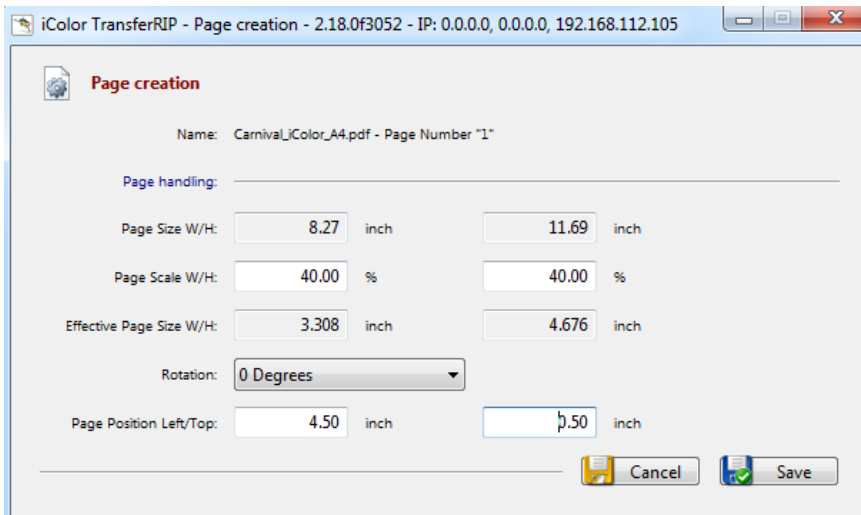 iColor TransferRIP - Page creation - 2.18.0f3052 - IP: 0.0.0.0, 0.0.0.0, 192.168.112.105
Page creation
Name: Carnival_iColor_A4.pdf - Page Number "1"
Page handling:
Page Size W/H: 8.27 inch 11.69 inch
Page Scale W/H: 40.00 % 40.00 %
Effective Page Size W/H: 3.308 inch 4.676 inch
Rotation: 0 Degrees
Page Position Left/Top: 4.50 inch 0.50 inch
Cancel Save